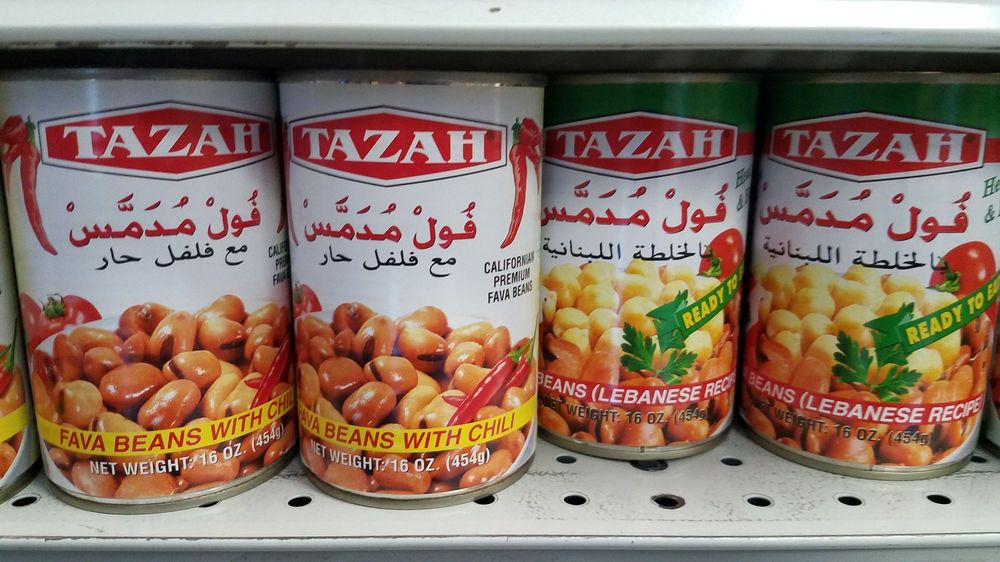 TAZAH
فُولْ مُدَمَّسْ
مع فلفل حار
FAVA BEANS WITH
NET WEIGHT: 16 OZ. (454g)
TAZAH
فُولْ مُدَمَّسْ
مع فلفل حار
CALIFORNIAN
PREMIUM
FAVA BEANS
FAVA BEANS WITH CHILI
NET WEIGHT: 16 OZ. (454g)
TAZAH
فُولْ مُدَمَّسْ
بالخلطة اللبنانية
READY TO
BEANS (LEBANESE
NET WEIGHT: 16 OZ. (454g)
TAZAH
فُولْ مُدَمَّسْ
بالخلطة اللبنانية
READY TO EAT
BEANS (LEBANESE RECIPE
NET WEIGHT: 16 OZ. (454g)